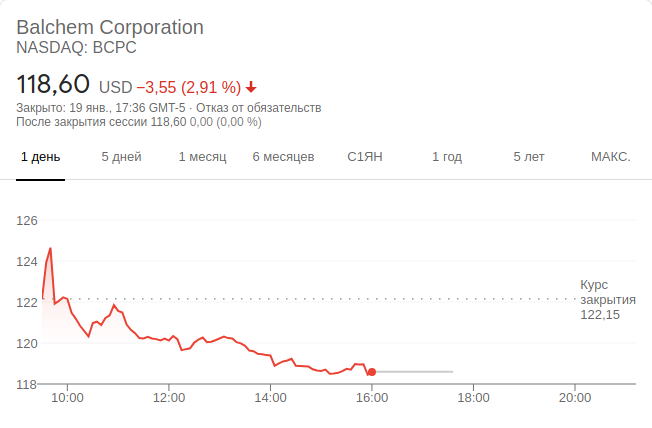 Balchem Corporation
NASDAQ: BCPC
118,60 USD −3,55 (2,91 %)
Закрыто: 19 янв., 17:36 GMT-5 · Отказ от обязательств
После закрытия сессии 118,60 0,00 (0,00 %)
1 день 5 дней 1 месяц 6 месяцев С1ЯН 1 год 5 лет МАКС.
126
124
122
120
118
Курс
закрытия
122,15
10:00 12:00 14:00 16:00 18:00 20:00